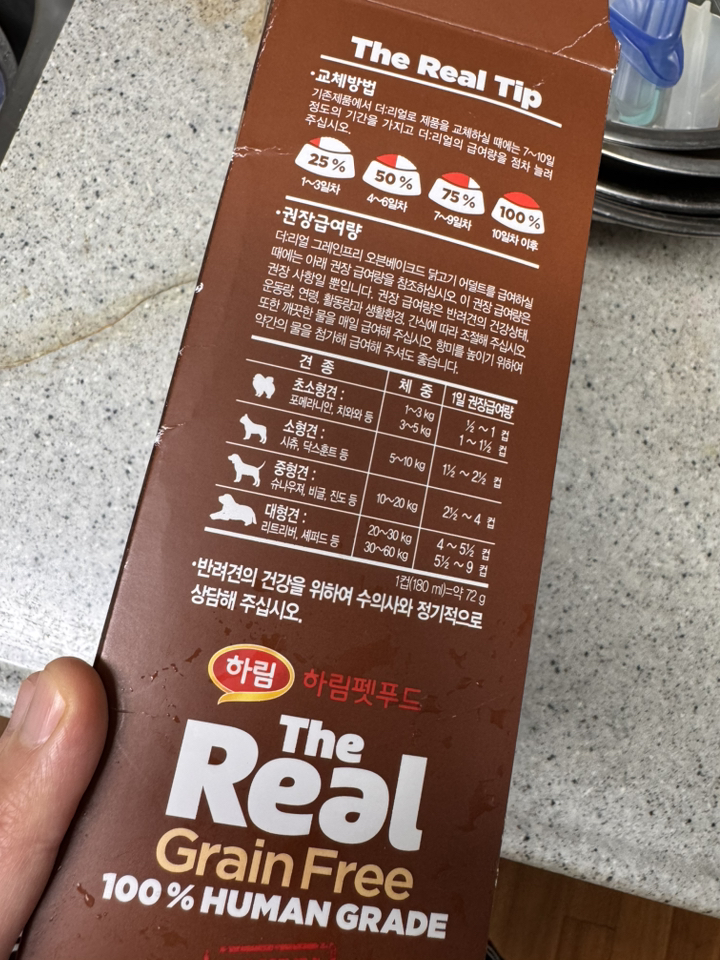 The Real Tip
·교체방법
기존제품에서 더:리얼로 제품을 교체하실 때에는 7~10일
정도의 기간을 가지고 더:리얼의 급여량을 점차 늘려
주십시오.
25% 50% 75% 100%
1~3일차 4~6일차 7~9일차 10일차 이후
·권장급여량
더:리얼 그레인프리 오븐베이크드 닭고기 어덜트를 급여하실
때에는 아래 권장 급여량을 참조하십시오. 이 권장 급여량은
권장 사항일 뿐입니다. 권장 급여량은 반려견의 건강상태,
운동량, 연령, 활동량과 생활환경, 간식에 따라 조절해 주십시오.
또한 깨끗한 물을 매일 급여해 주십시오. 향미를 높이기 위하여
약간의 물을 첨가해 급여해 주셔도 좋습니다.
견 종 체 중 1일 권장급여량
초소형견 : 1~3 kg ½ ~ 1 컵
포메라니안, 치와와 등 3~5 kg 1 ~ 1½ 컵
소형견 :
시츄, 닥스훈트 등 5~10 kg 1½ ~ 2½ 컵
중형견 :
슈나우져, 비글, 진도 등 10~20 kg 2½ ~ 4 컵
대형견 : 20~30 kg 4 ~ 5½ 컵
리트리버, 셰퍼드 등 30~60 kg 5½ ~ 9 컵
1컵(180 ml)=약 72 g
·반려견의 건강을 위하여 수의사와 정기적으로
상담해 주십시오.
하림 하림펫푸드
The
Real
Grain Free
100% HUMAN GRADE